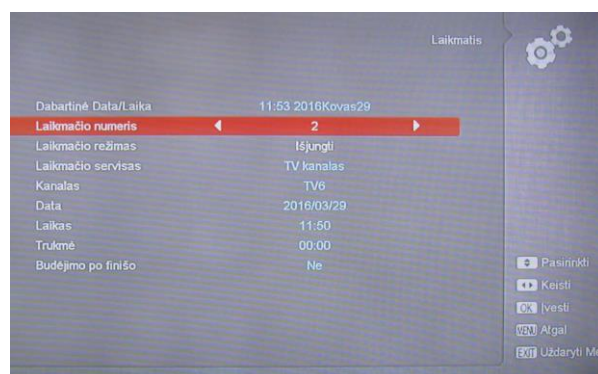 Laikmatis
Dabartinė Data/Laika 11:53 2016Kovas29
Laikmačio numeris 2
Laikmačio režimas Išjungti
Laikmačio servisas TV kanalas
Kanalas TV6
Data 2016/03/29
Laikas 11:50
Trukmė 00:00
Budėjimo po finišo Ne
Pasirinkti
Keisti
OK Įvesti
MENU Atgal
EXIT Uždaryti Me